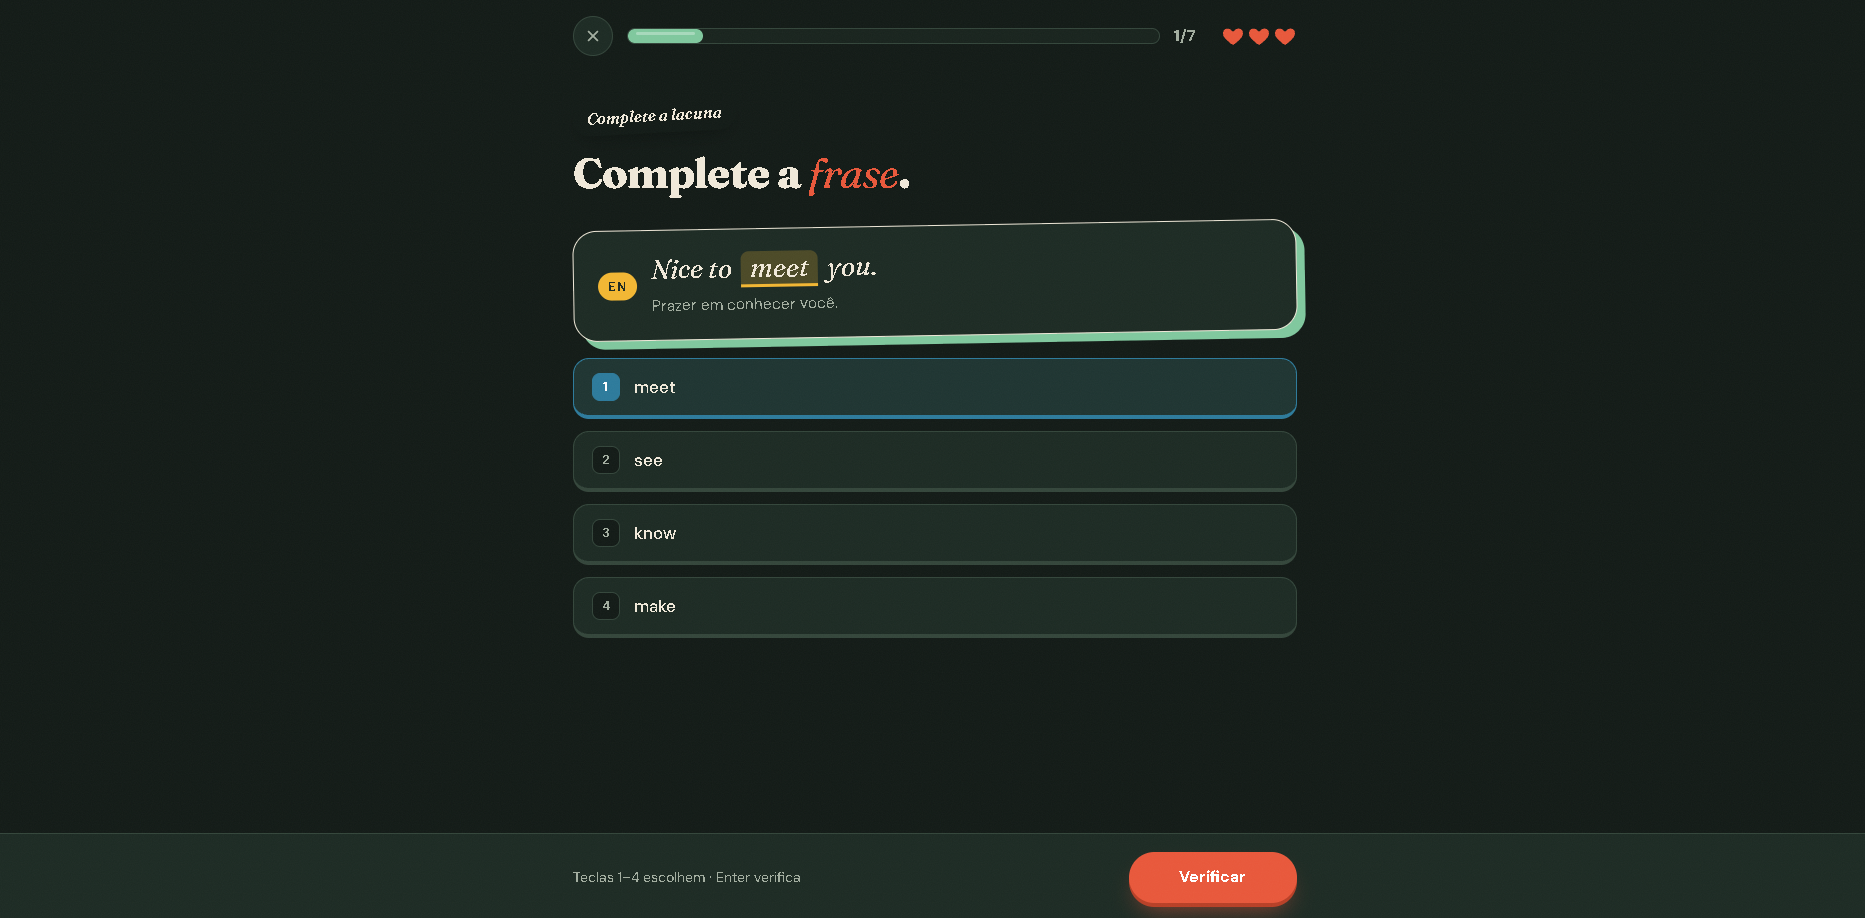 1/7
Complete a lacuna
Complete a frase.
EN
Nice to meet you.
Prazer em conhecer você.
1 meet
2 see
3 know
4 make
Teclas 1–4 escolhem · Enter verifica
Verificar